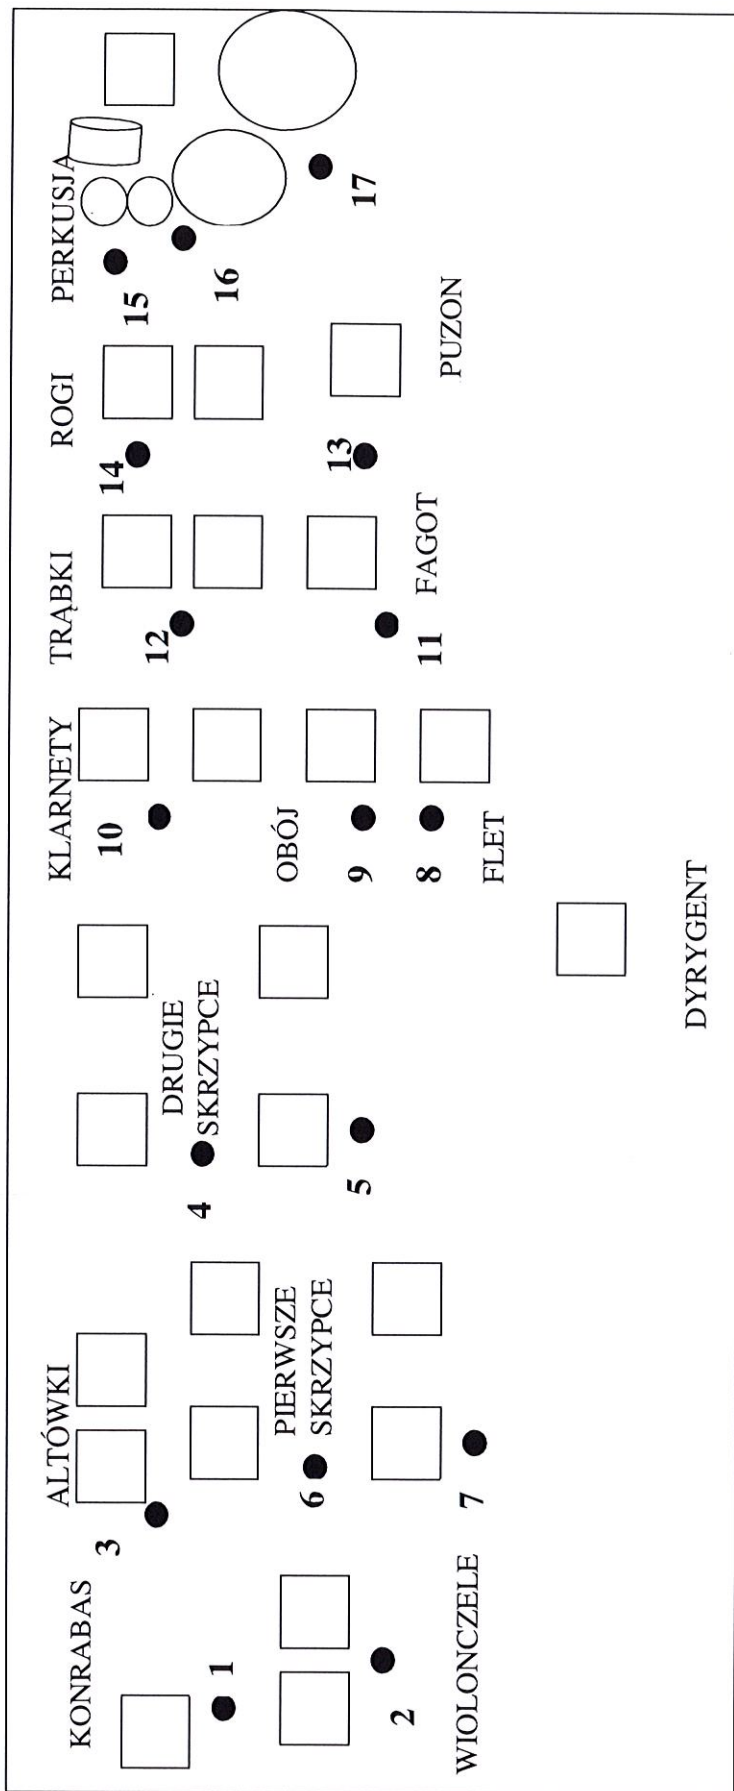 KONRABAS
ALTÓWKI
KLARNETY
TRĄBKI
ROGI
PERKUSJA
1
2
WIOLONCZELE
3
PIERWSZE
SKRZYPCE
6
7
DRUGIE
SKRZYPCE
4
5
10
OBÓJ
9
8
FLET
12
11
FAGOT
14
13
PUZON
15
16
17
DYRYGENT